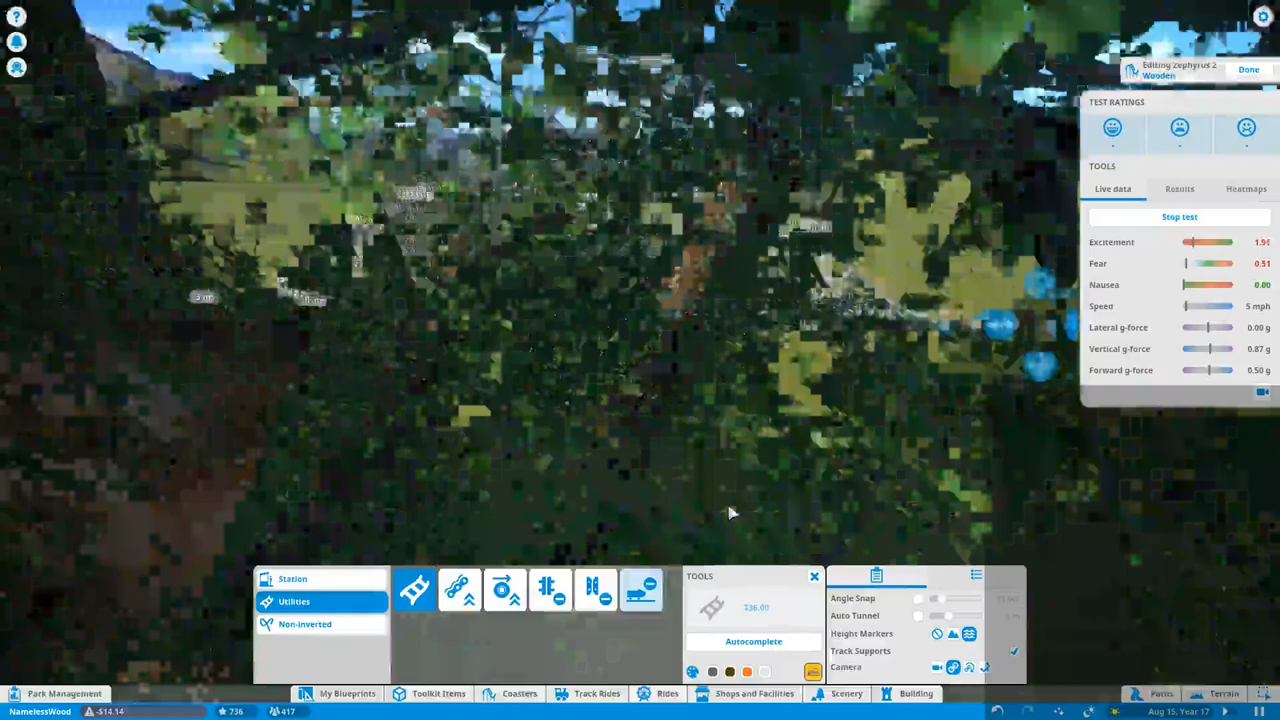 Editing Zephyrus 2
Wooden
Done
TEST RATINGS
TOOLS
Live data
Results
Heatmaps
Stop test
Excitement
Fear 0.51
Nausea 0.00
Speed 5 mph
Lateral g-force 0.00 g
Vertical g-force 0.87 g
Forward g-force 0.50 g
Station
Utilities
Non-inverted
TOOLS
$36.00
Autocomplete
Angle Snap
Auto Tunnel
Height Markers
Track Supports
Camera
Park Management
My Blueprints
Toolkit Items
Coasters
Track Rides
Rides
Shops and Facilities
Scenery
Building
Paths
Terrain
NamelessWood
-$14.14
736
417
Aug 15, Year 17